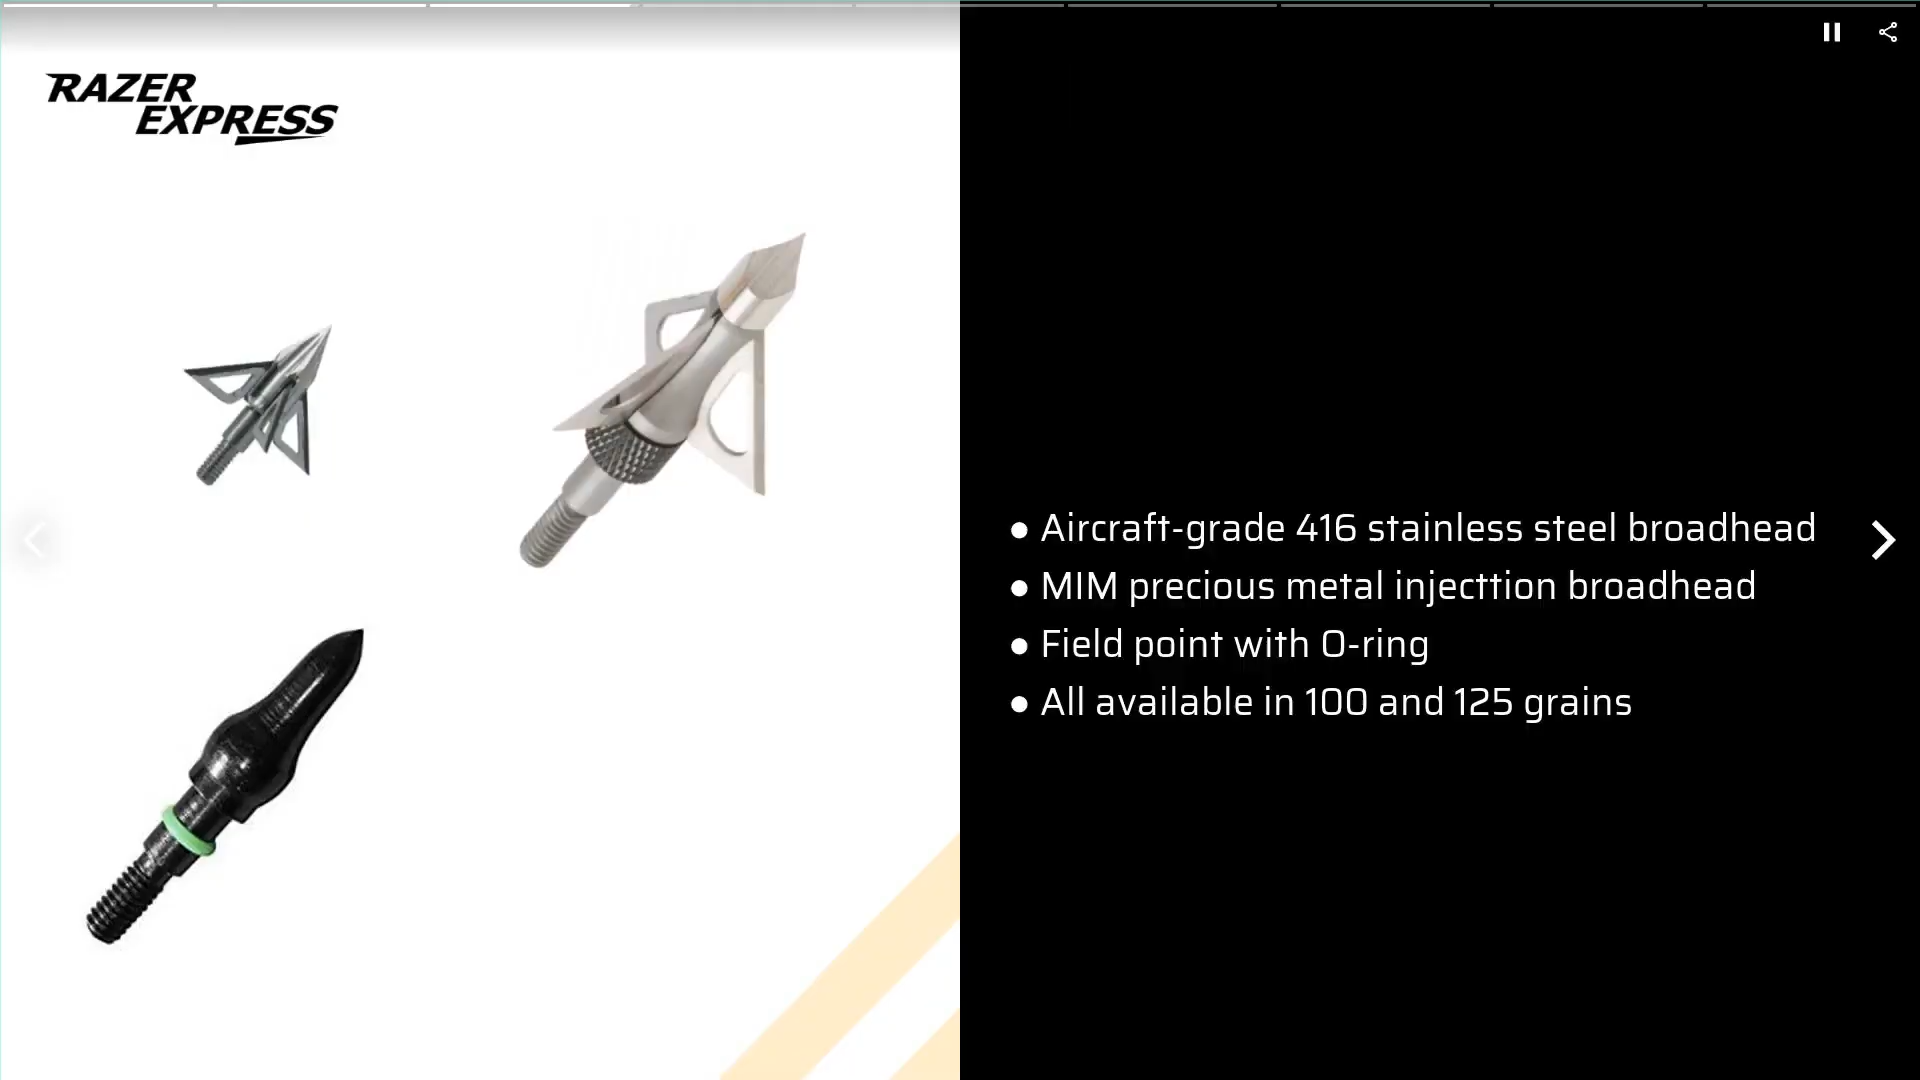 RAZER
EXPRESS
● Aircraft-grade 416 stainless steel broadhead
● MIM precious metal injecttion broadhead
● Field point with O-ring
● All available in 100 and 125 grains